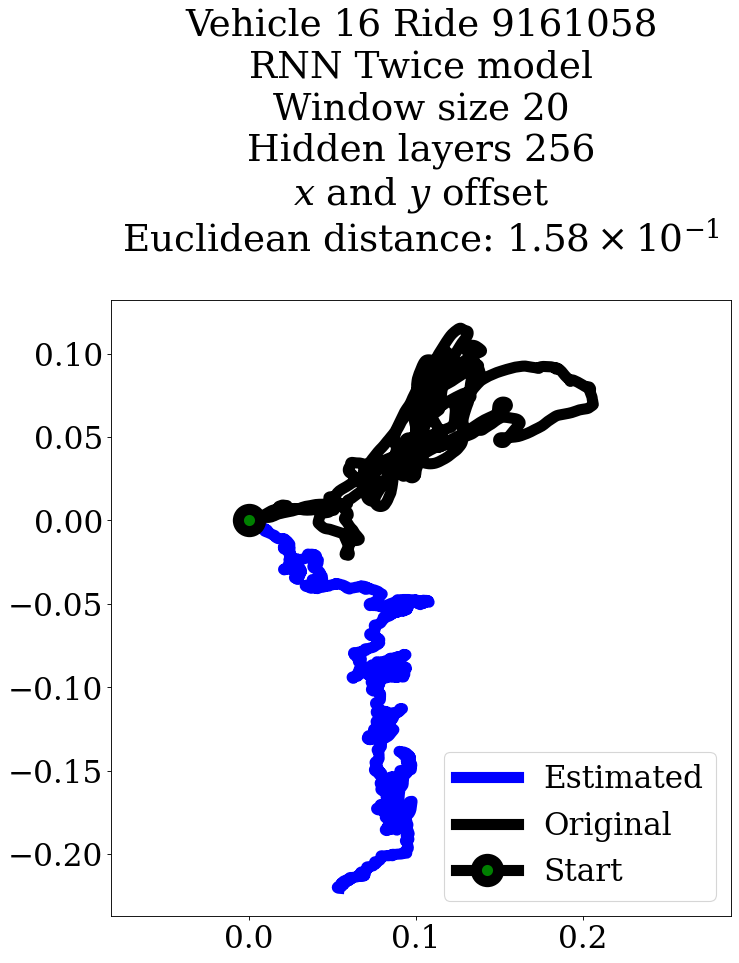 Vehicle 16 Ride 9161058
RNN Twice model
Window size 20
Hidden layers 256
x and y offset
Euclidean distance: 1.58 × 10⁻¹
0.10
0.05
0.00
−0.05
−0.10
−0.15
−0.20
Estimated
Original
Start
0.0 0.1 0.2